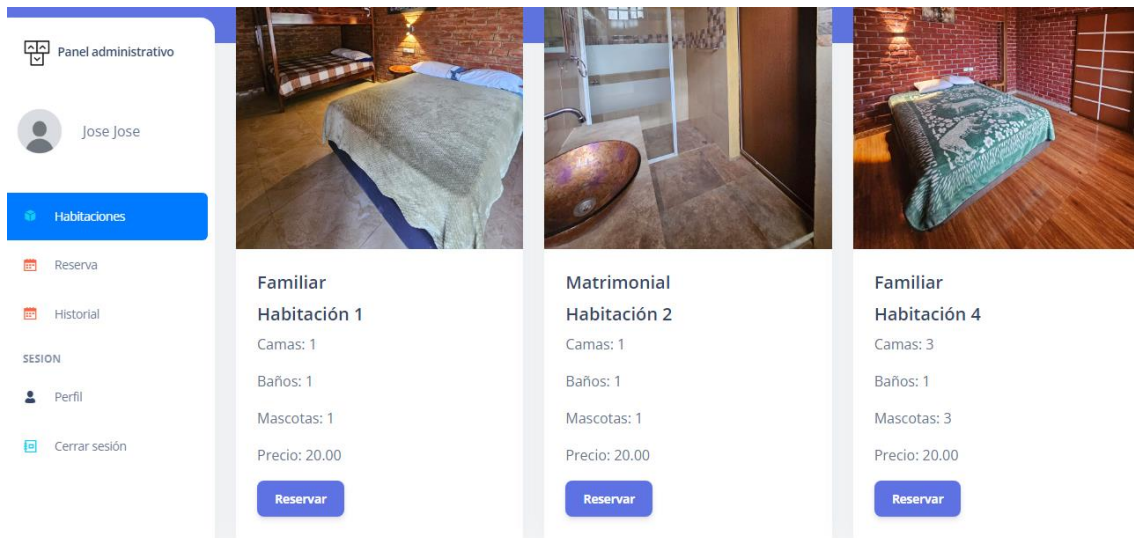 Panel administrativo
Jose Jose
Habitaciones
Reserva
Historial
SESION
Perfil
Cerrar sesión
Familiar
Habitación 1
Camas: 1
Baños: 1
Mascotas: 1
Precio: 20.00
Reservar
Matrimonial
Habitación 2
Camas: 1
Baños: 1
Mascotas: 1
Precio: 20.00
Reservar
Familiar
Habitación 4
Camas: 3
Baños: 1
Mascotas: 3
Precio: 20.00
Reservar